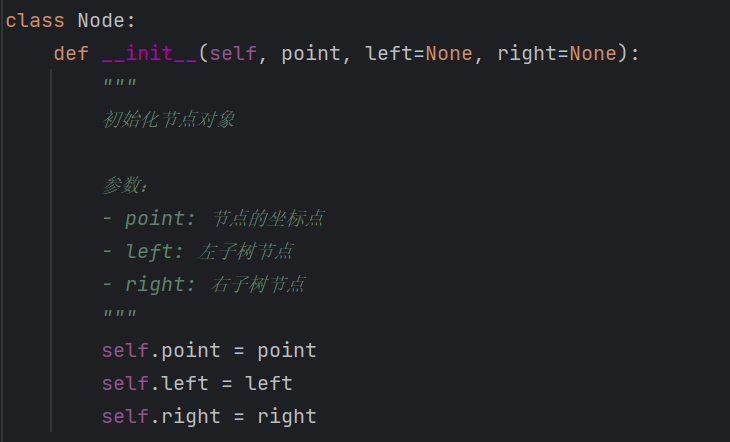 class Node:
def __init__(self, point, left=None, right=None):
"""
初始化节点对象
参数:
- point: 节点的坐标点
- left: 左子树节点
- right: 右子树节点
"""
self.point = point
self.left = left
self.right = right